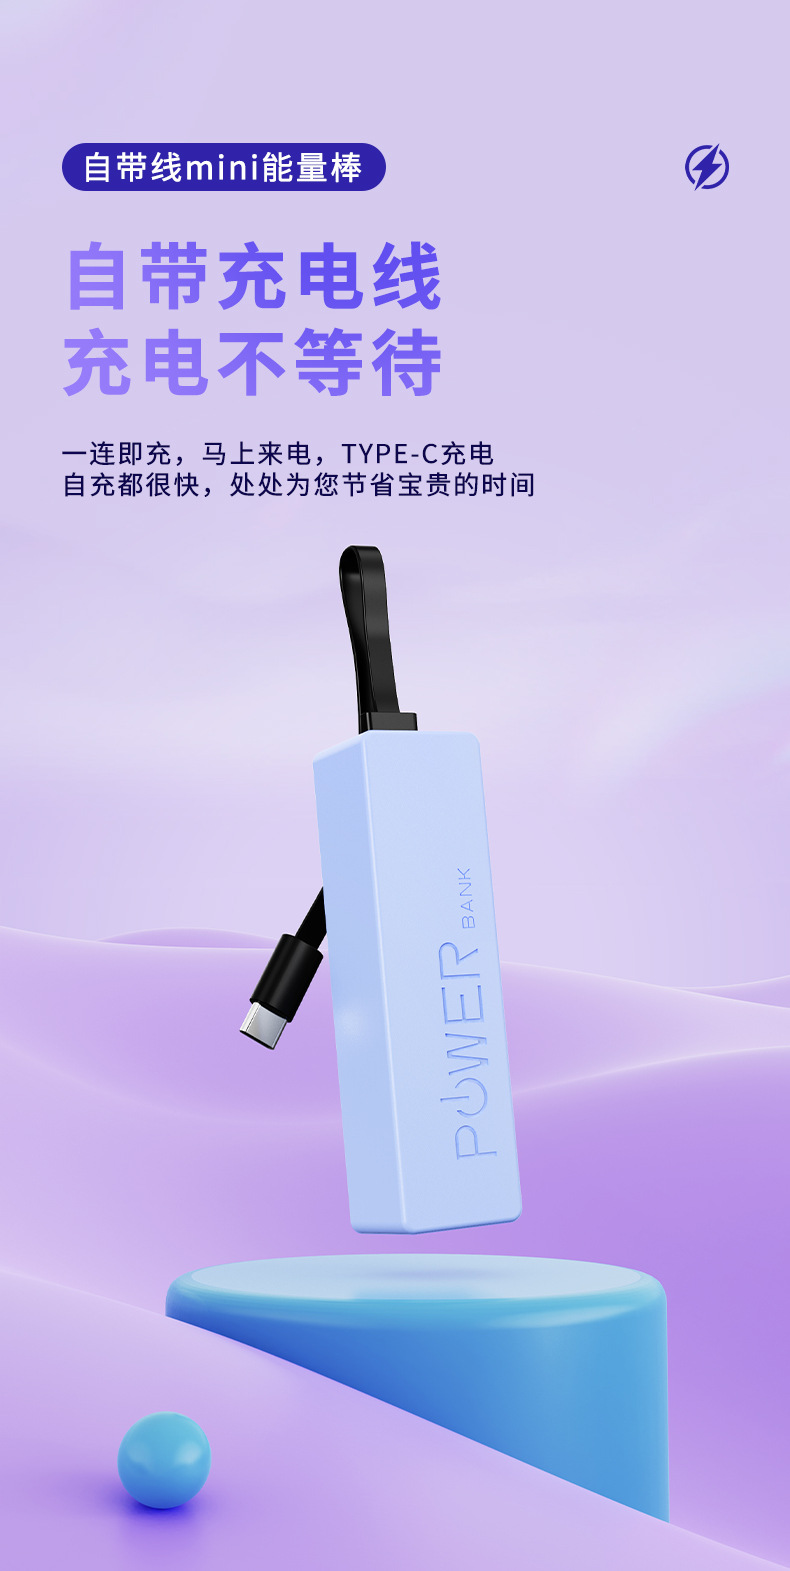 自带线mini能量棒
自带充电线
充电不等待
一连即充，马上来电，TYPE-C充电
自充都很快，处处为您节省宝贵的时间
POWER BANK